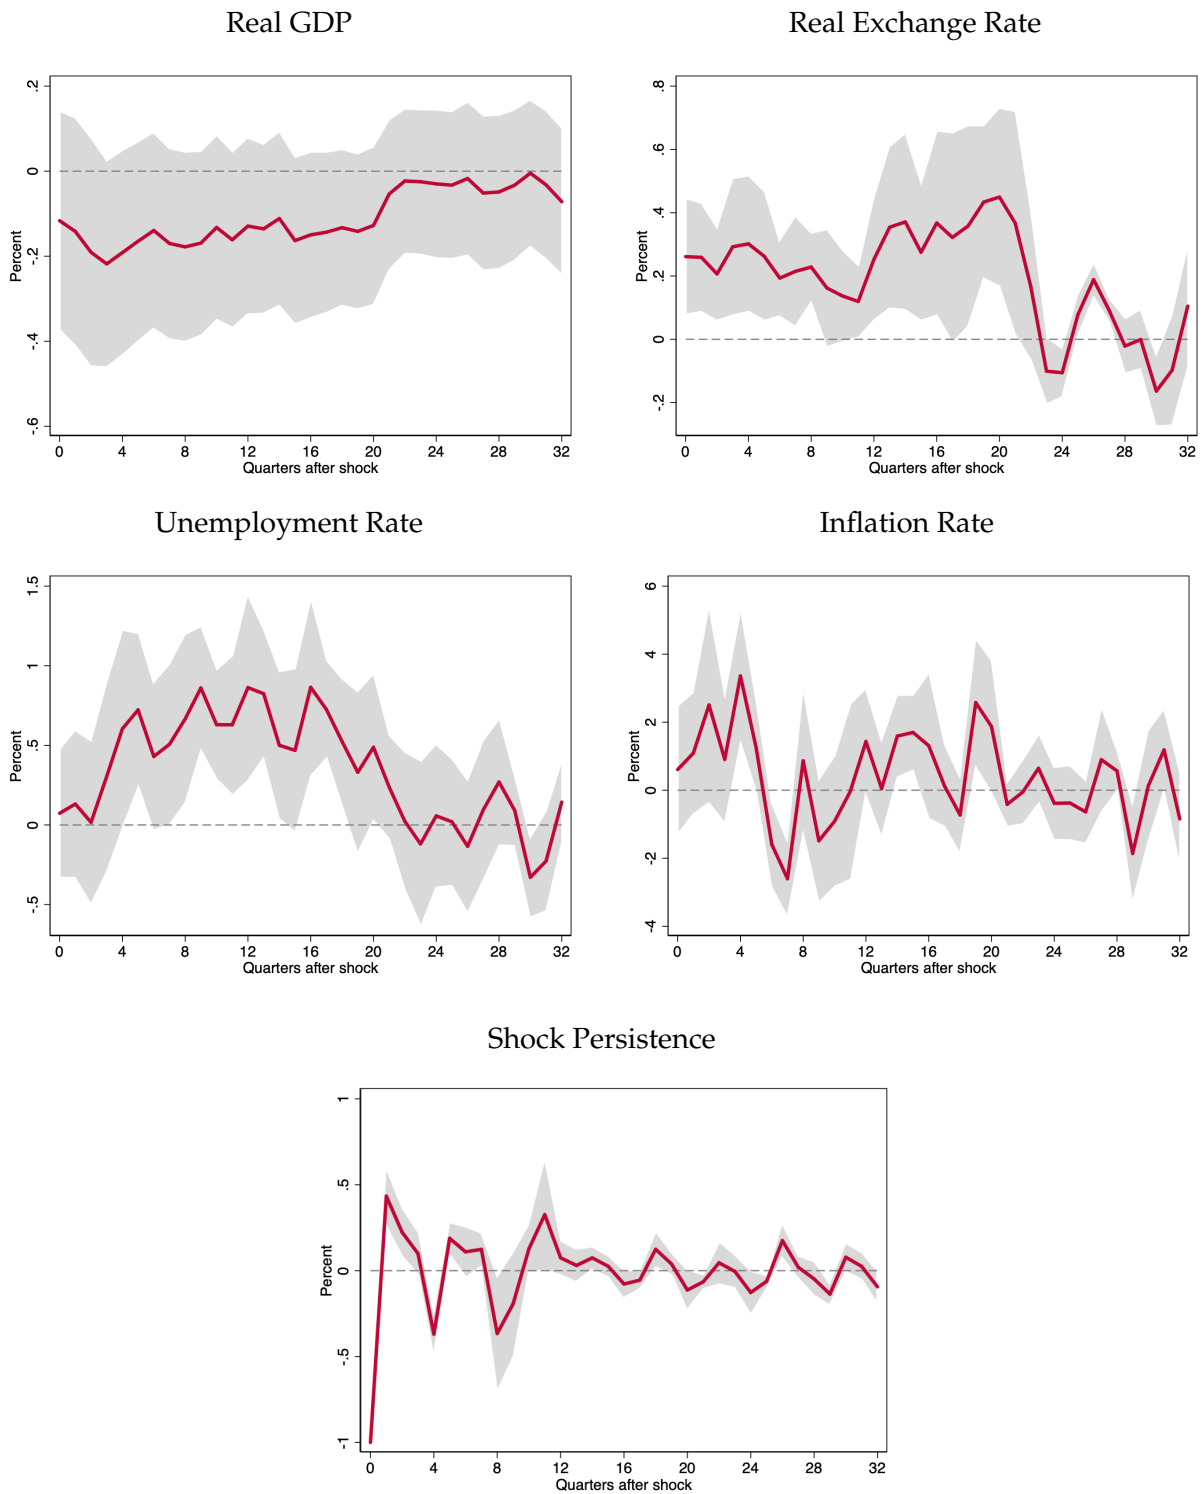 Real GDP
Real Exchange Rate
.2
0
-.2
-.4
-.6
Percent
0 4 8 12 16 20 24 28 32
Quarters after shock
.8
.6
.4
.2
0
-.2
Percent
0 4 8 12 16 20 24 28 32
Quarters after shock
Unemployment Rate
Inflation Rate
1.5
1
.5
0
-.5
Percent
0 4 8 12 16 20 24 28 32
Quarters after shock
6
4
2
0
-2
-4
Percent
0 4 8 12 16 20 24 28 32
Quarters after shock
Shock Persistence
1
.5
0
-.5
-1
Percent
0 4 8 12 16 20 24 28 32
Quarters after shock